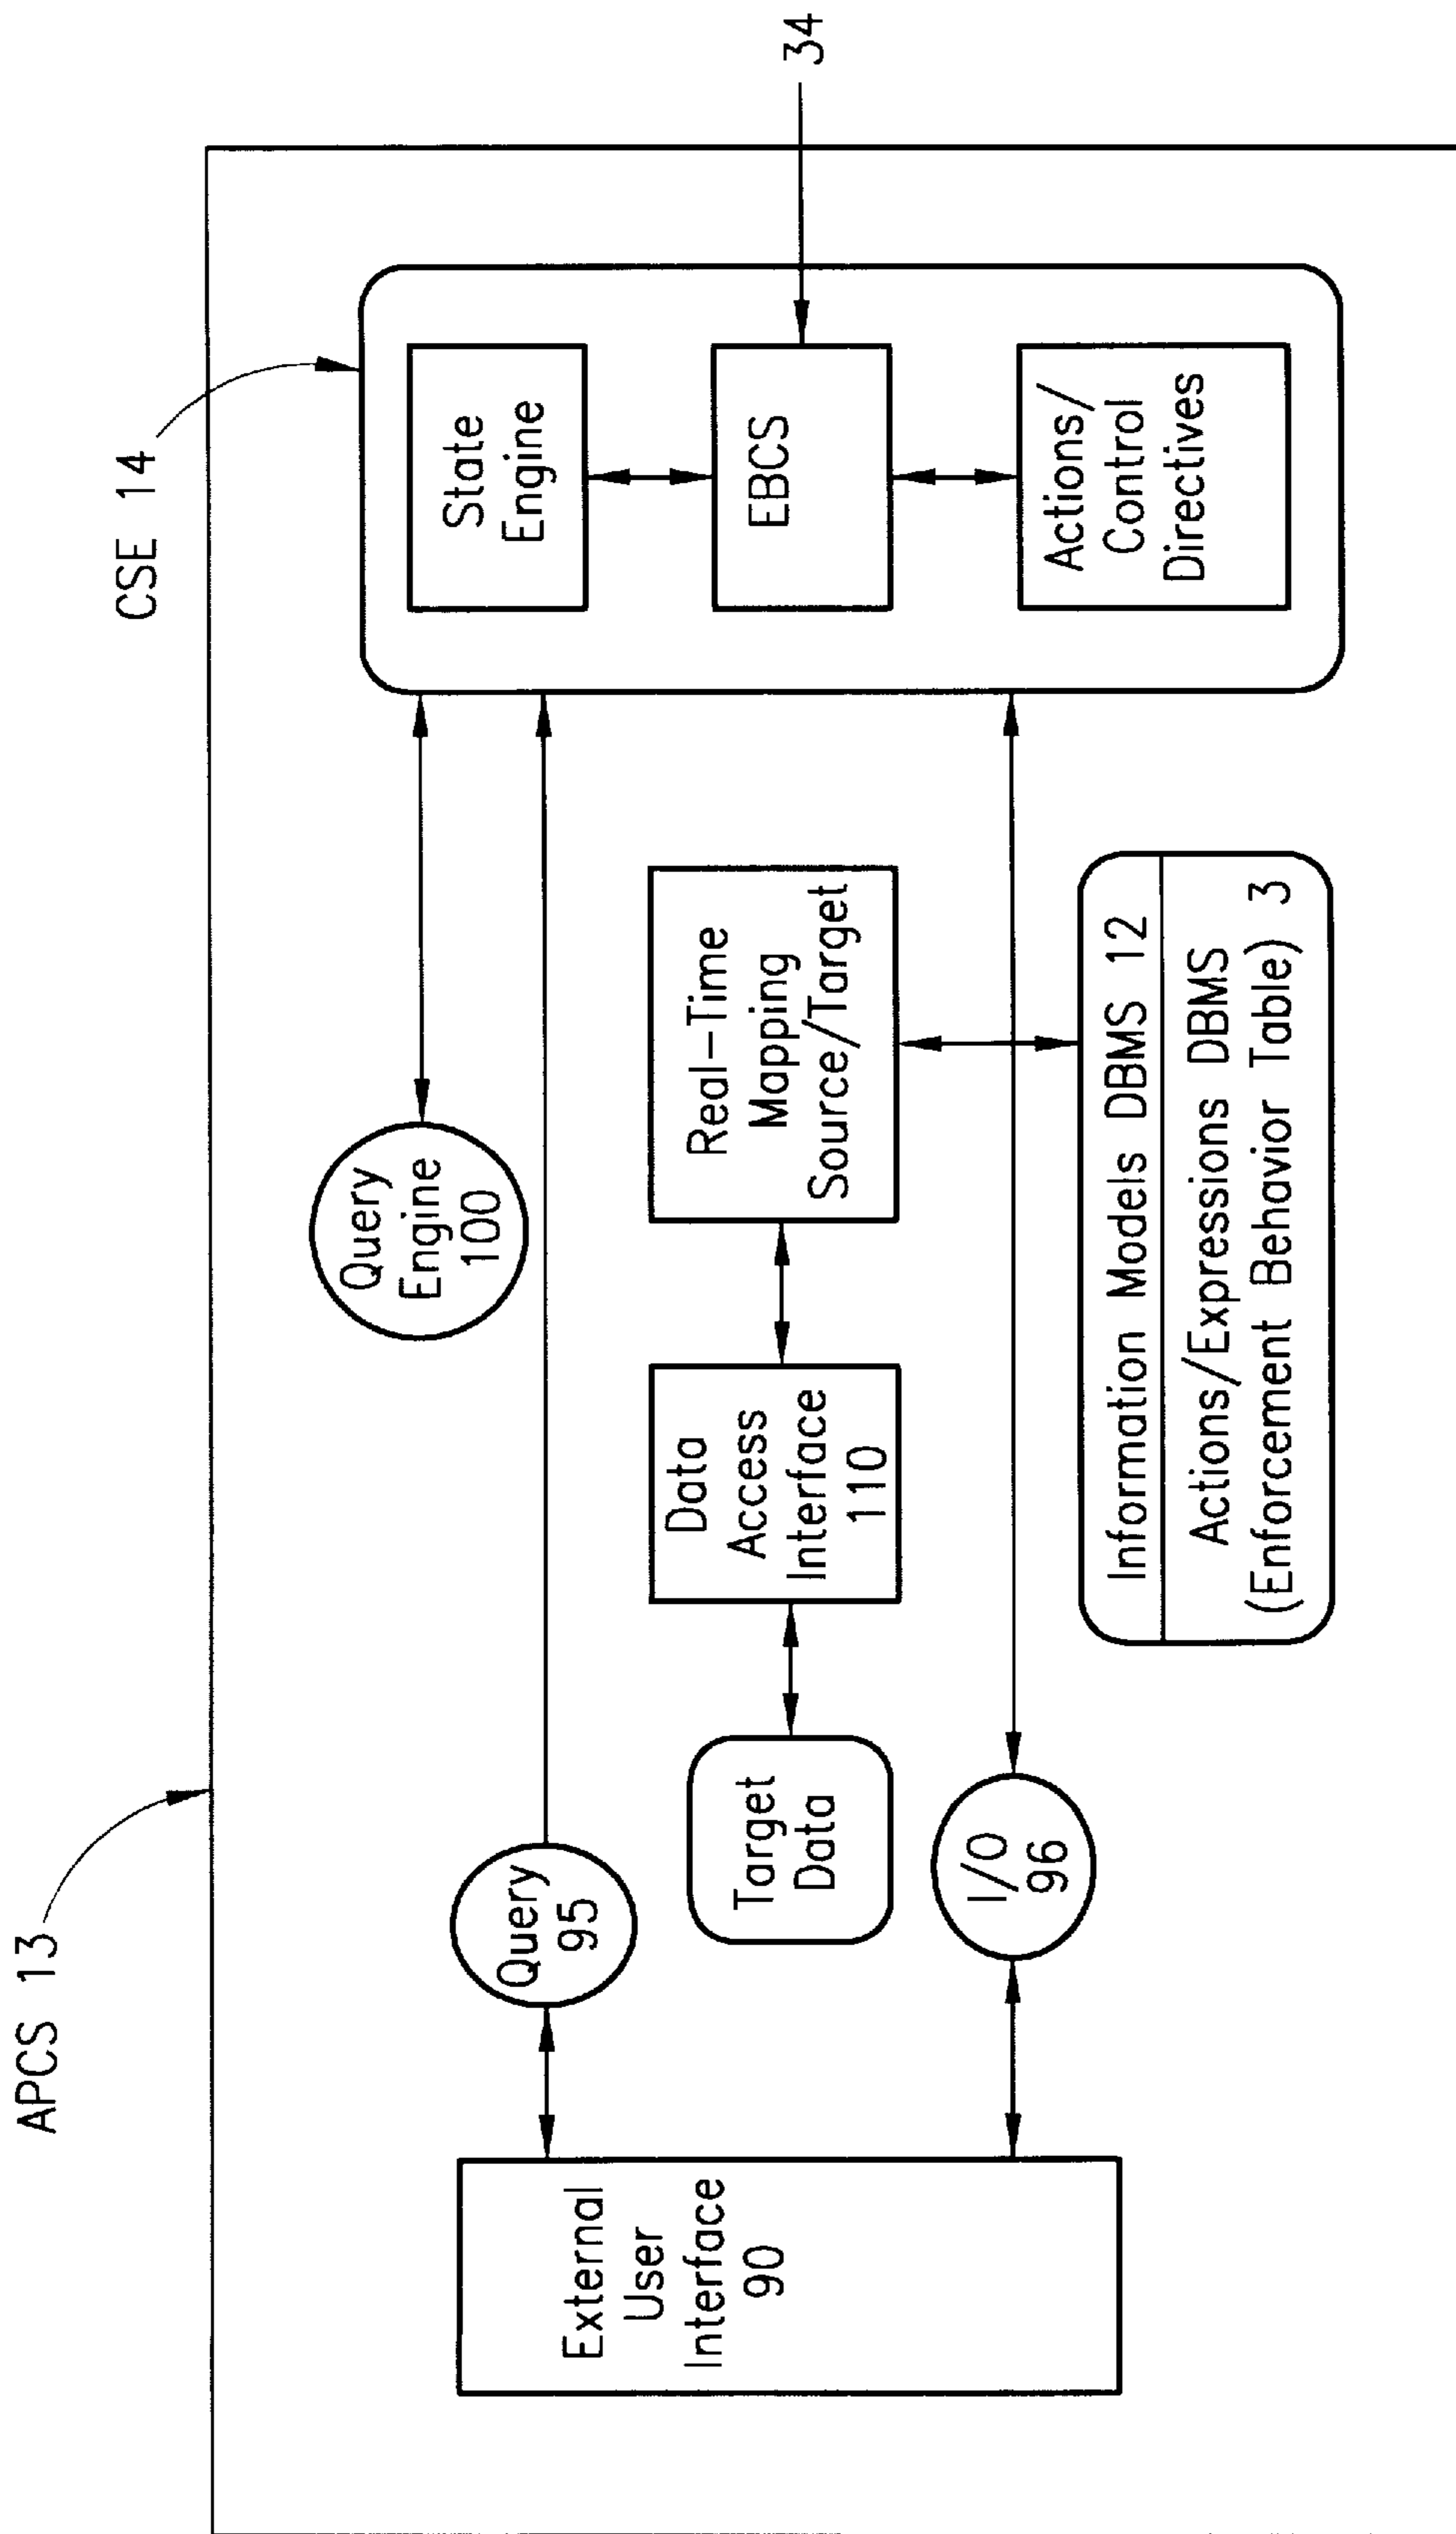 APCS 13
CSE 14
34
External
User
Interface
90
Query
95
I/O
96
Target
Data
Data
Access
Interface
110
Query
Engine
100
Real-Time
Mapping
Source/Target
Information Models DBMS 12
Actions/Expressions DBMS
(Enforcement Behavior Table) 3
State
Engine
EBCS
Actions/
Control
Directives